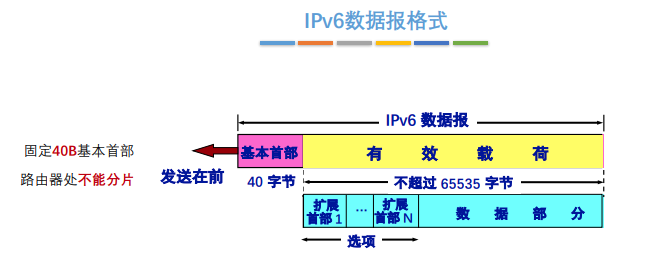 IPv6数据报格式
IPv6 数据报
固定40B基本首部
基本首部
有 效 载 荷
路由器处不能分片
发送在前
40 字节
不超过 65535 字节
扩展
首部 1
…
扩展
首部 N
数 据 部 分
选项